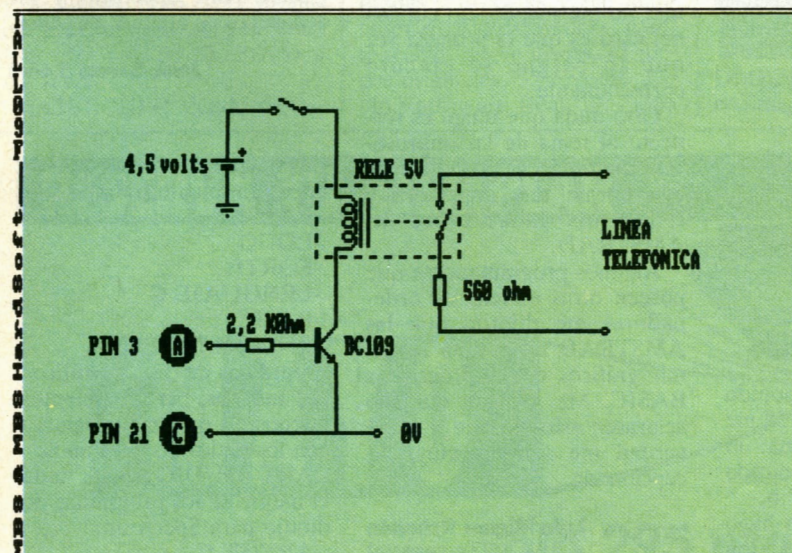 4,5 volts
+
RELE 5V
LINEA
TELEFONICA
560 ohm
2,2 KOhm
PIN 3 A
BC109
PIN 21 C
0V